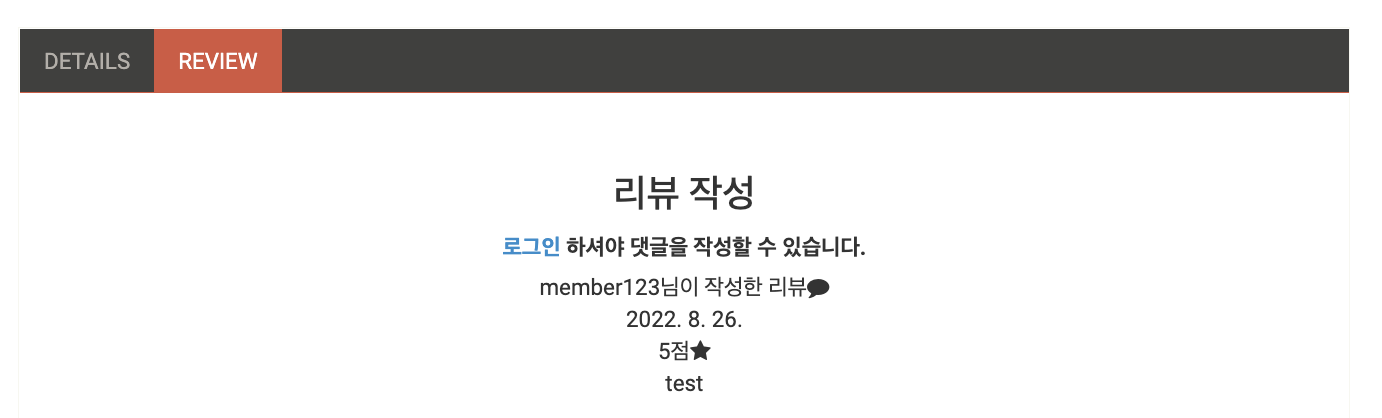 DETAILS REVIEW
리뷰 작성
로그인 하셔야 댓글을 작성할 수 있습니다.
member123님이 작성한 리뷰
2022. 8. 26.
5점
test